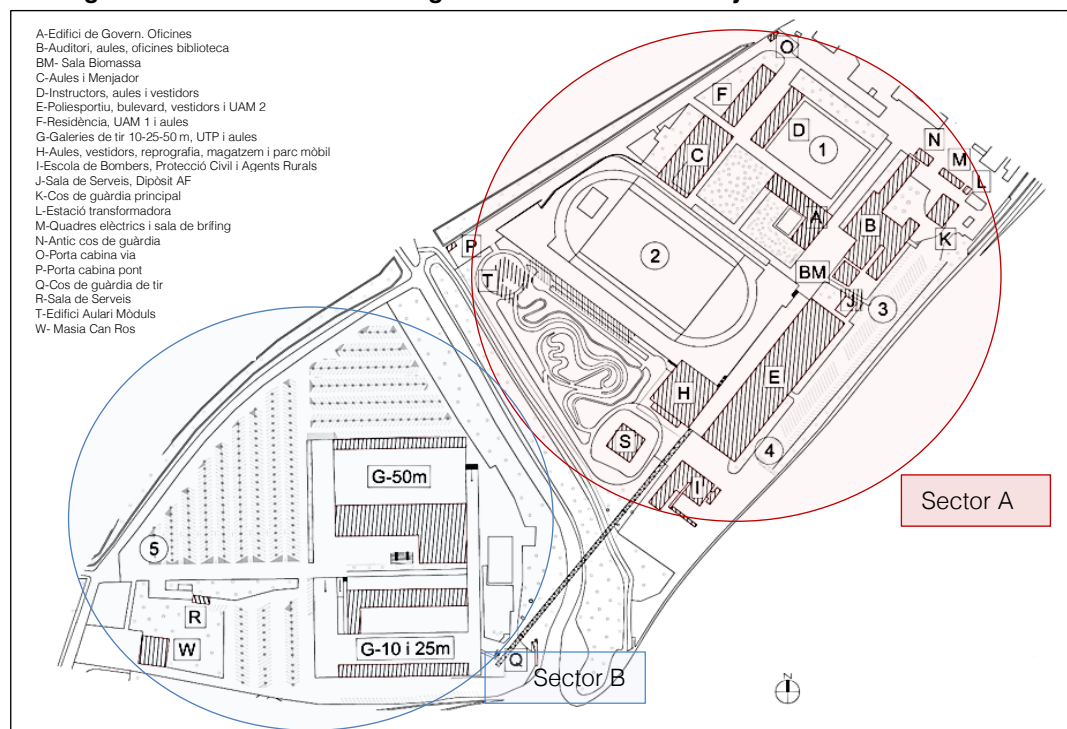 A-Edifici de Govern. Oficines
B-Auditori, aules, oficines biblioteca
BM- Sala Biomassa
C-Aules i Menjador
D-Instructors, aules i vestidors
E-Poliesportiu, bulevard, vestidors i UAM 2
F-Residència, UAM 1 i aules
G-Galeries de tir 10-25-50 m, UTP i aules
H-Aules, vestidors, reprografia, magatzem i parc mòbil
I-Escola de Bombers, Protecció Civil i Agents Rurals
J-Sala de Serveis, Dipòsit AF
K-Cos de guàrdia principal
L-Estació transformadora
M-Quadres elèctrics i sala de brífing
N-Antic cos de guàrdia
O-Porta cabina via
P-Porta cabina pont
Q-Cos de guàrdia de tir
R-Sala de Serveis
T-Edifici Aulari Mòduls
W- Masia Can Ros
O
F
D
1
N
M
L
C
A
B
K
P
2
BM
T
J
3
E
H
S
4
I
Sector A
G-50m
5
R
W
G-10 i 25m
Q
Sector B
N